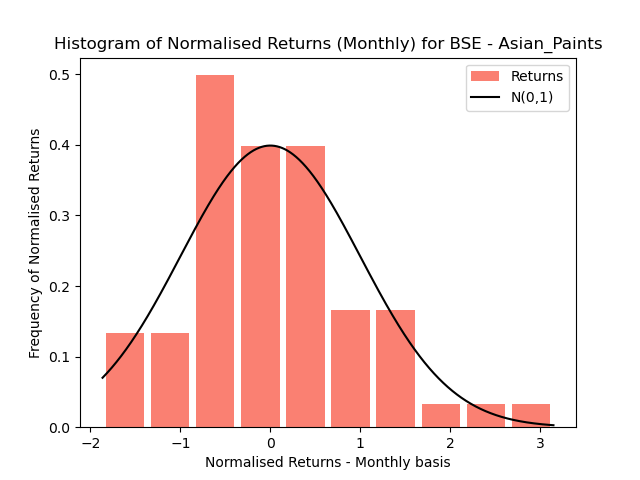 Histogram of Normalised Returns (Monthly) for BSE - Asian_Paints
Returns
N(0,1)
Frequency of Normalised Returns
0.5
0.4
0.3
0.2
0.1
0.0
−2
−1
0
1
2
3
Normalised Returns - Monthly basis